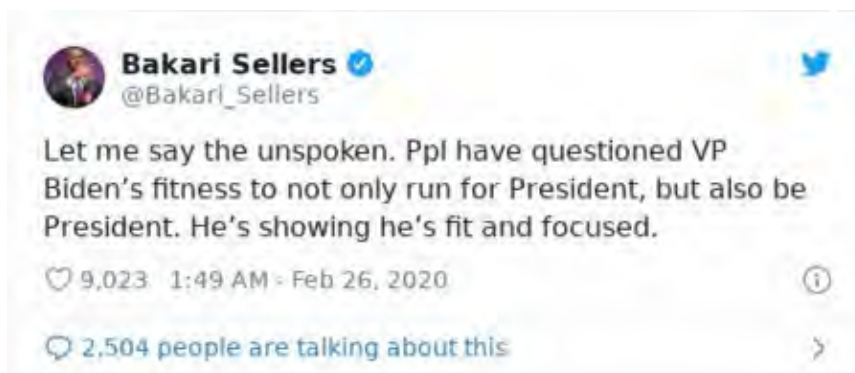 Bakari Sellers
@Bakari_Sellers
Let me say the unspoken. Ppl have questioned VP
Biden’s fitness to not only run for President, but also be
President. He’s showing he’s fit and focused.
9,023 1:49 AM - Feb 26, 2020
2,504 people are talking about this